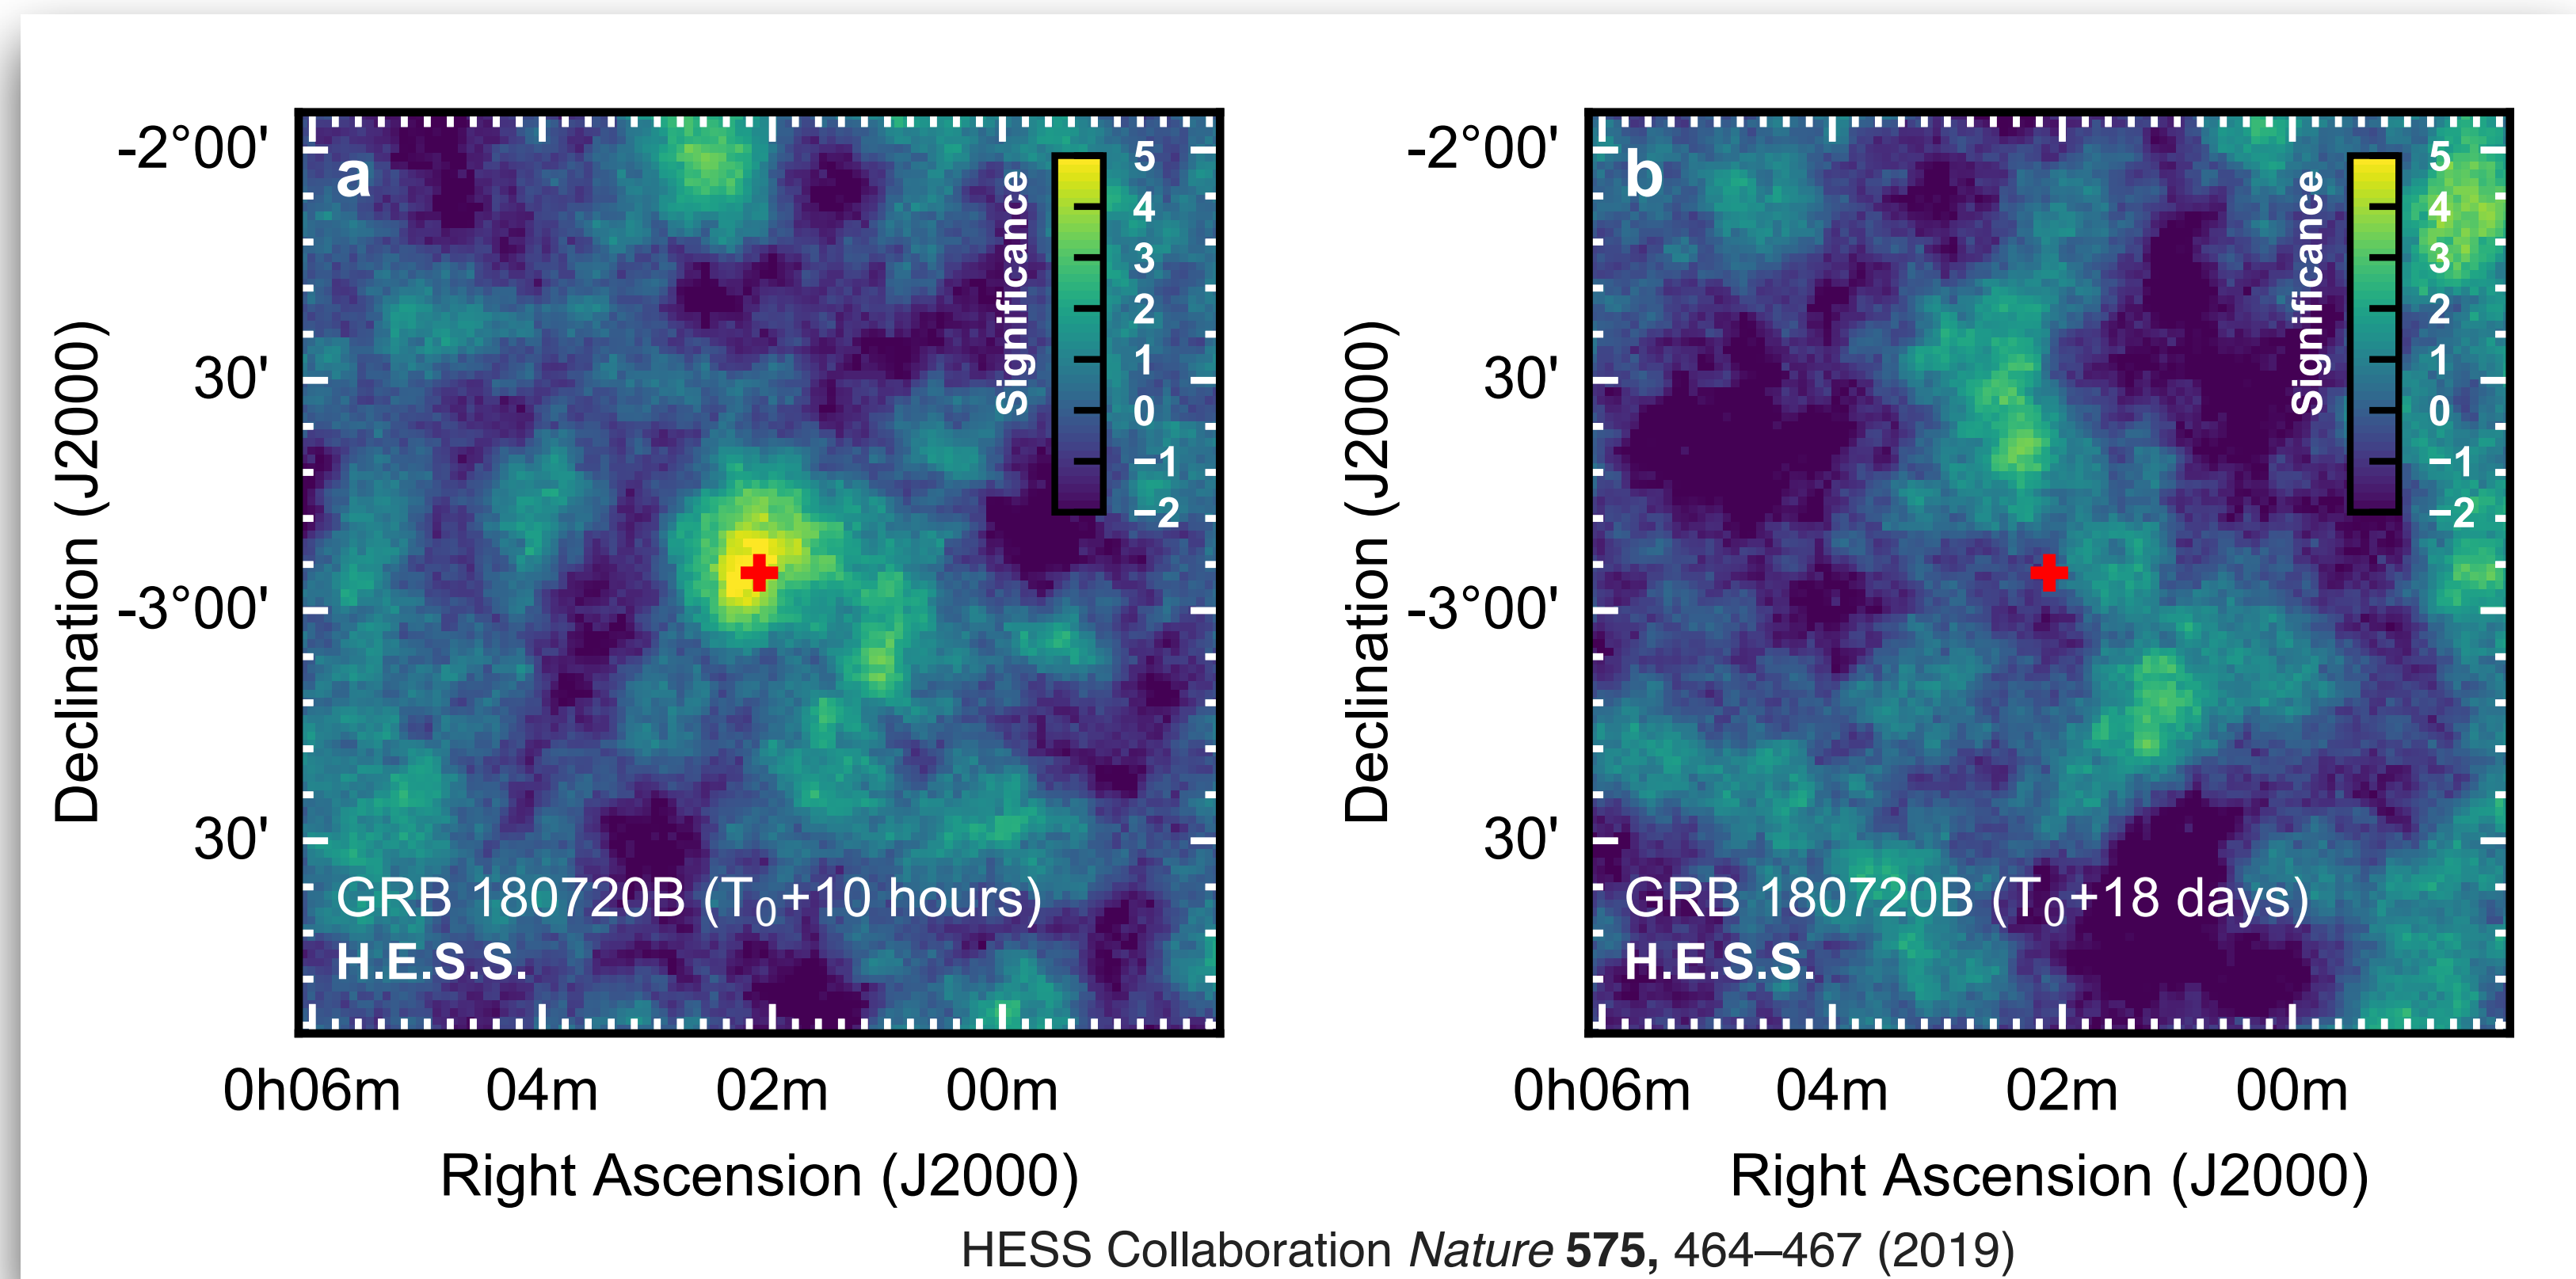 a
Significance
5
4
3
2
1
0
−1
−2
GRB 180720B (T0+10 hours)
H.E.S.S.
-2°00'
30'
-3°00'
30'
Declination (J2000)
0h06m 04m 02m 00m
Right Ascension (J2000)
b
Significance
5
4
3
2
1
0
−1
−2
GRB 180720B (T0+18 days)
H.E.S.S.
-2°00'
30'
-3°00'
30'
Declination (J2000)
0h06m 04m 02m 00m
Right Ascension (J2000)
HESS Collaboration Nature 575, 464–467 (2019)